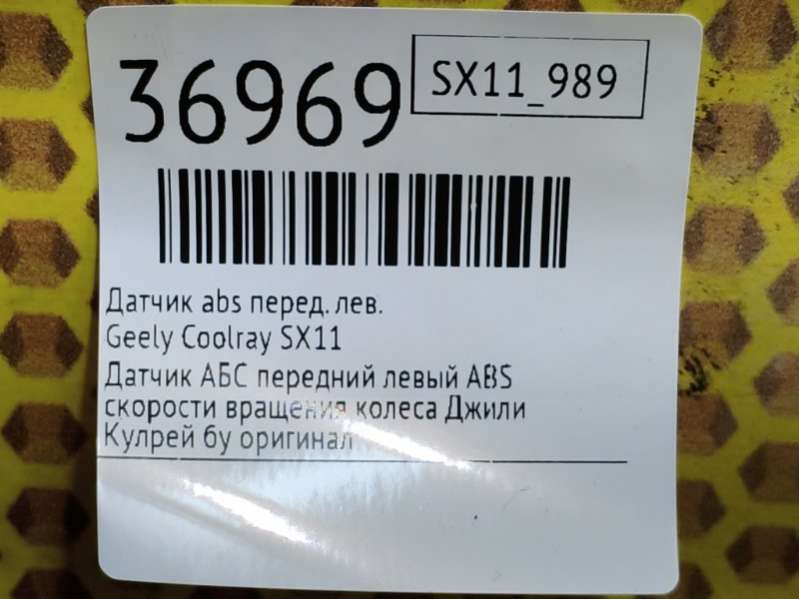 36969
SX11_989
Датчик abs перед. лев.
Geely Coolray SX11
Датчик АБС передний левый ABS
скорости вращения колеса Джили
Кулрей бу оригинал